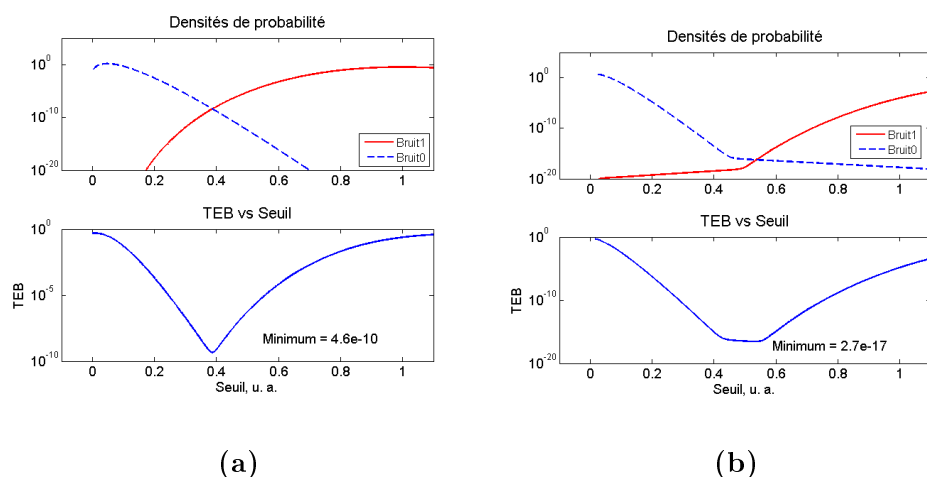 Densités de probabilité
10^0
10^-10
10^-20
Bruit1
Bruit0
0 0.2 0.4 0.6 0.8 1
TEB vs Seuil
10^0
10^-5
10^-10
TEB
Minimum = 4.6e-10
0 0.2 0.4 0.6 0.8 1
Seuil, u. a.
(a)
Densités de probabilité
10^0
10^-10
10^-20
Bruit1
Bruit0
0 0.2 0.4 0.6 0.8 1
TEB vs Seuil
10^0
10^-10
10^-20
TEB
Minimum = 2.7e-17
0 0.2 0.4 0.6 0.8 1
Seuil, u. a.
(b)